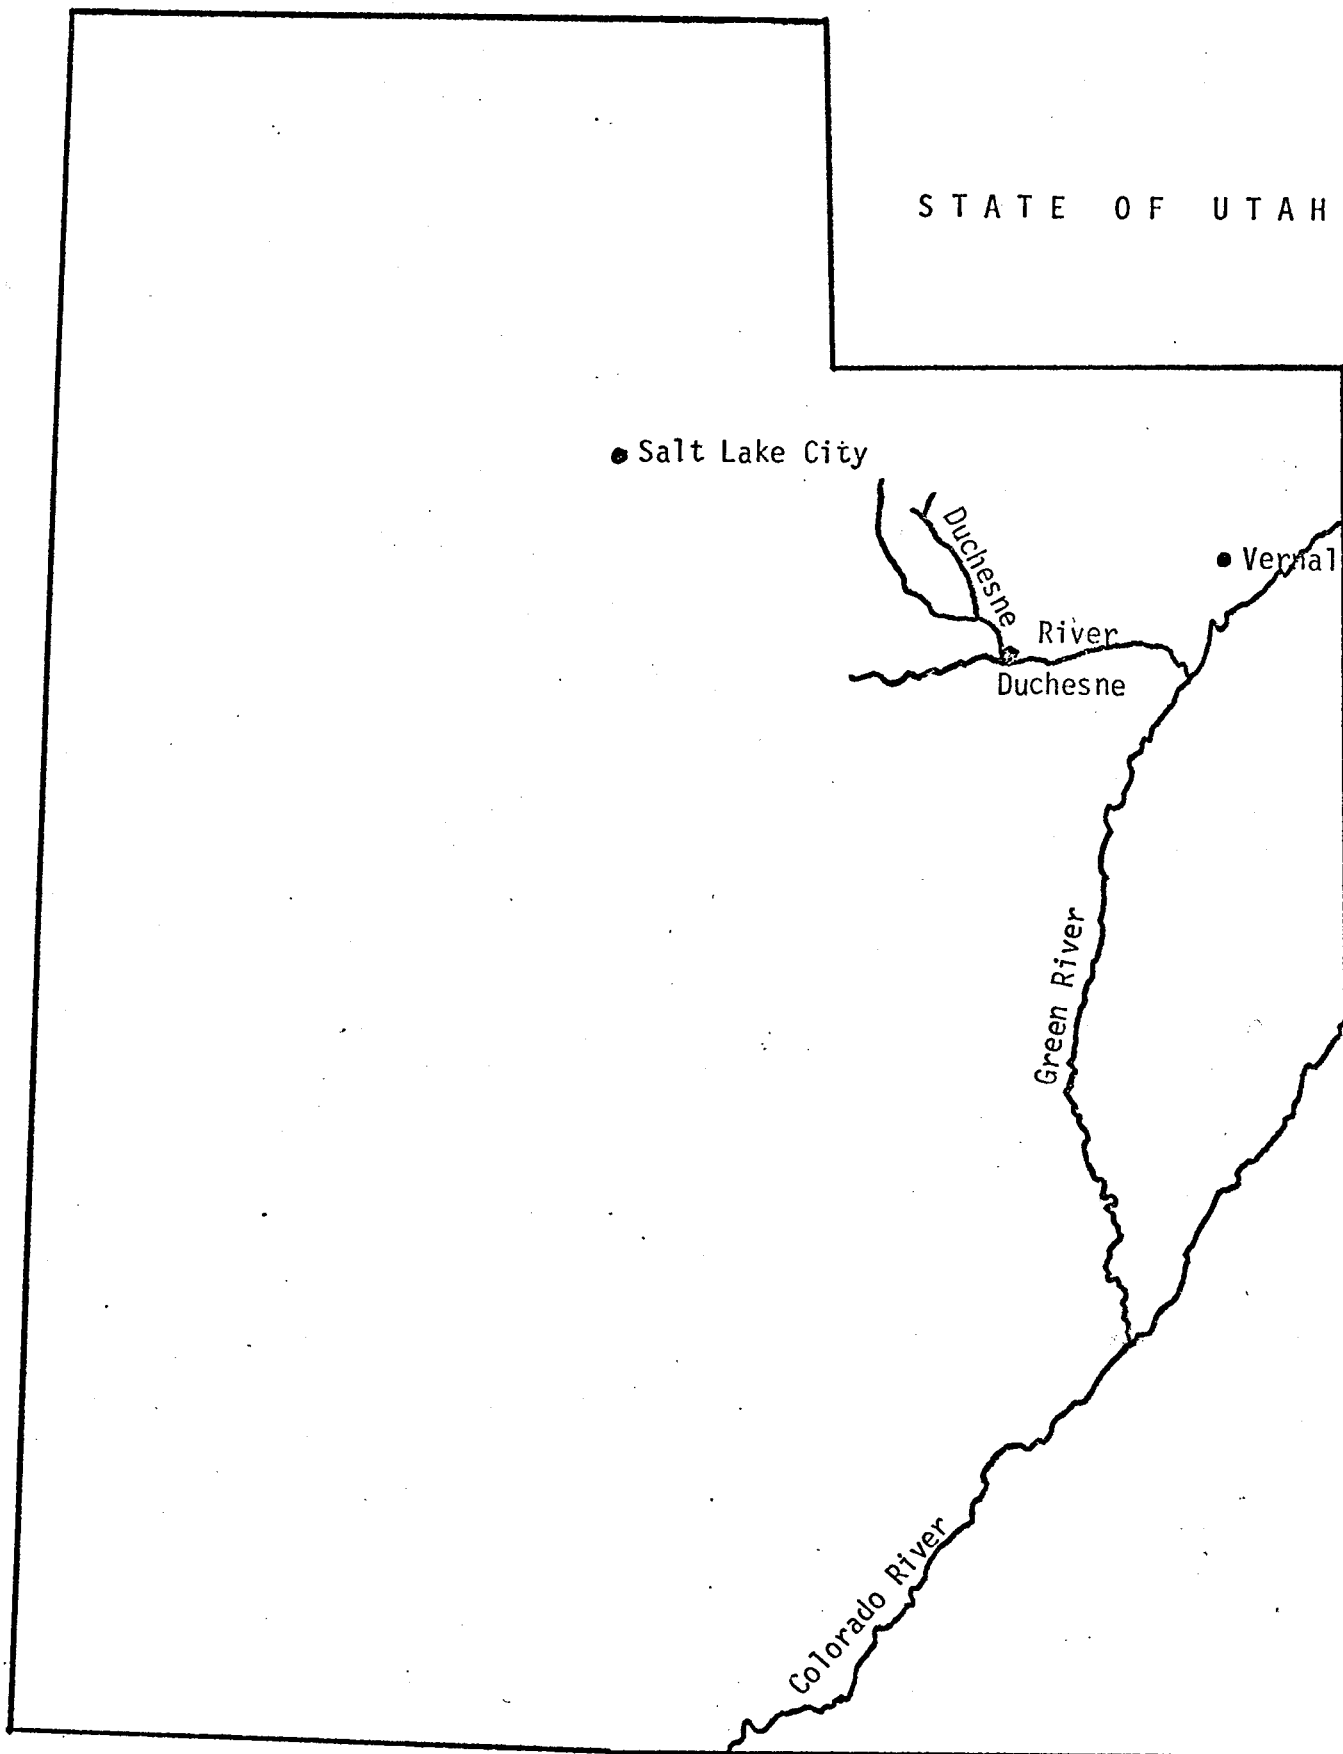 STATE OF UTAH
Salt Lake City
Duchesne
River
Vernal
Duchesne
Green River
Colorado River